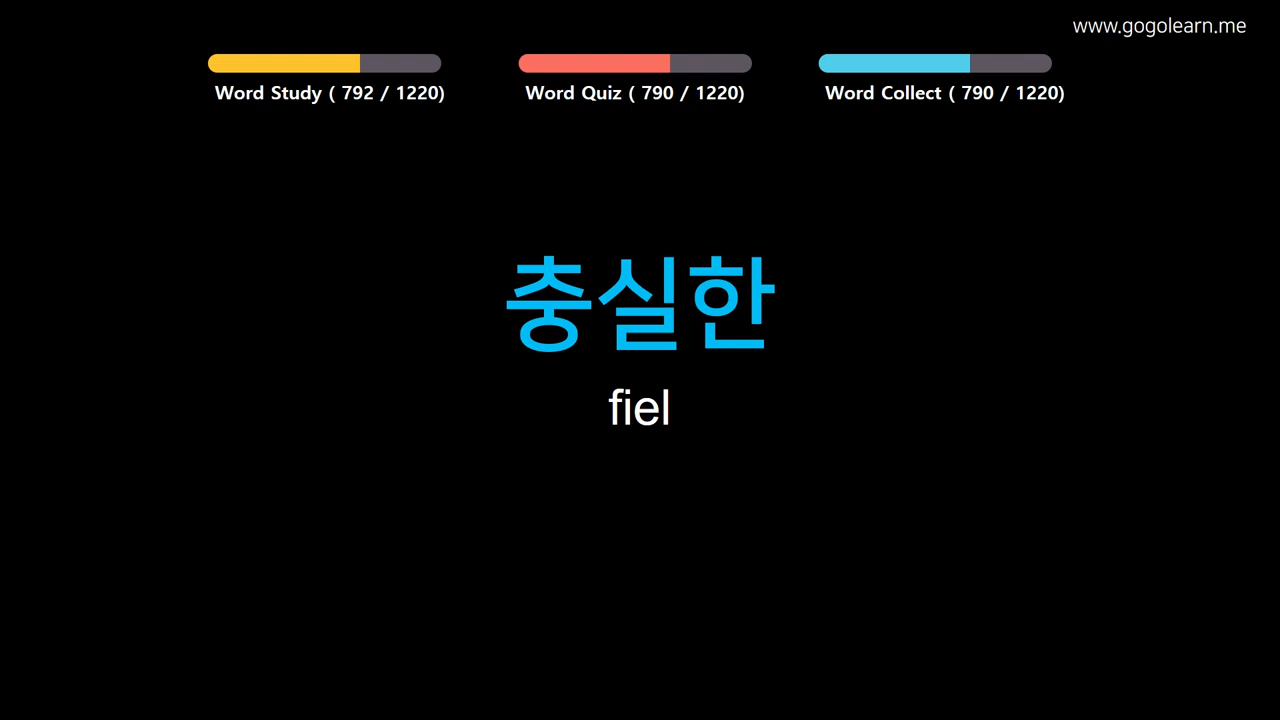 www.gogolearn.me
Word Study ( 792 / 1220)
Word Quiz ( 790 / 1220)
Word Collect ( 790 / 1220)
충실한
fiel